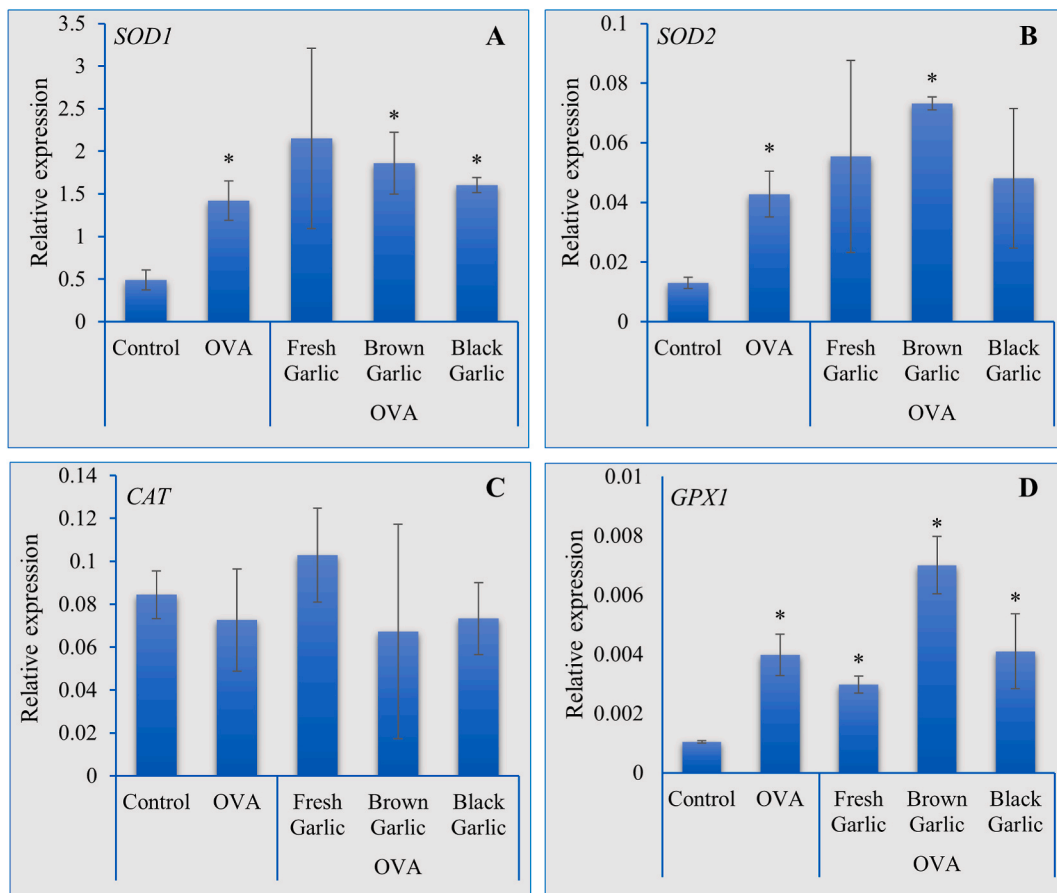 SOD1
A
Relative expression
3.5
3
2.5
2
1.5
1
0.5
0
*
*
*
Control
OVA
Fresh
Garlic
Brown
Garlic
Black
Garlic
OVA
SOD2
B
Relative expression
0.1
0.08
0.06
0.04
0.02
0
*
*
Control
OVA
Fresh
Garlic
Brown
Garlic
Black
Garlic
OVA
CAT
C
Relative expression
0.14
0.12
0.1
0.08
0.06
0.04
0.02
0
Control
OVA
Fresh
Garlic
Brown
Garlic
Black
Garlic
OVA
GPX1
D
Relative expression
0.01
0.008
0.006
0.004
0.002
0
*
*
*
*
Control
OVA
Fresh
Garlic
Brown
Garlic
Black
Garlic
OVA